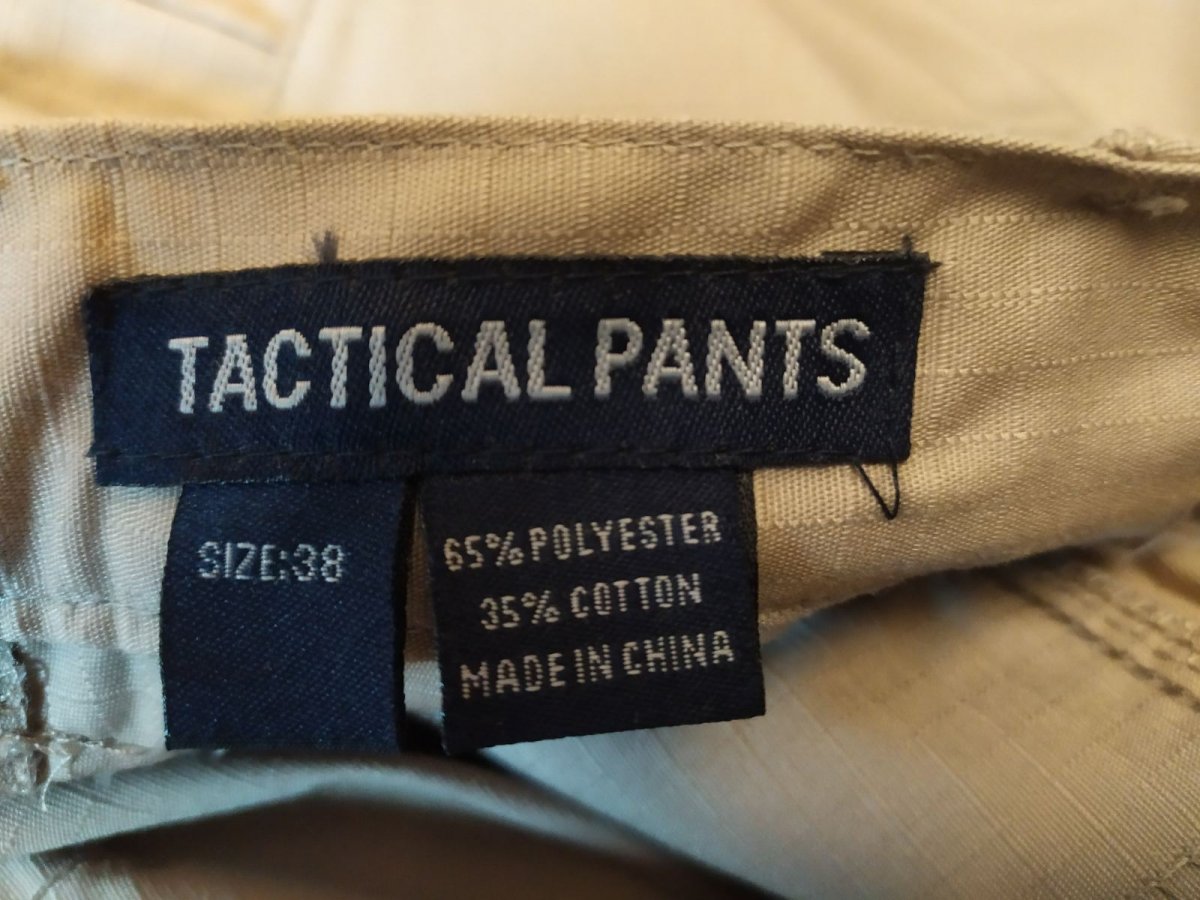 TACTICAL PANTS
SIZE:38
65% POLYESTER
35% COTTON
MADE IN CHINA